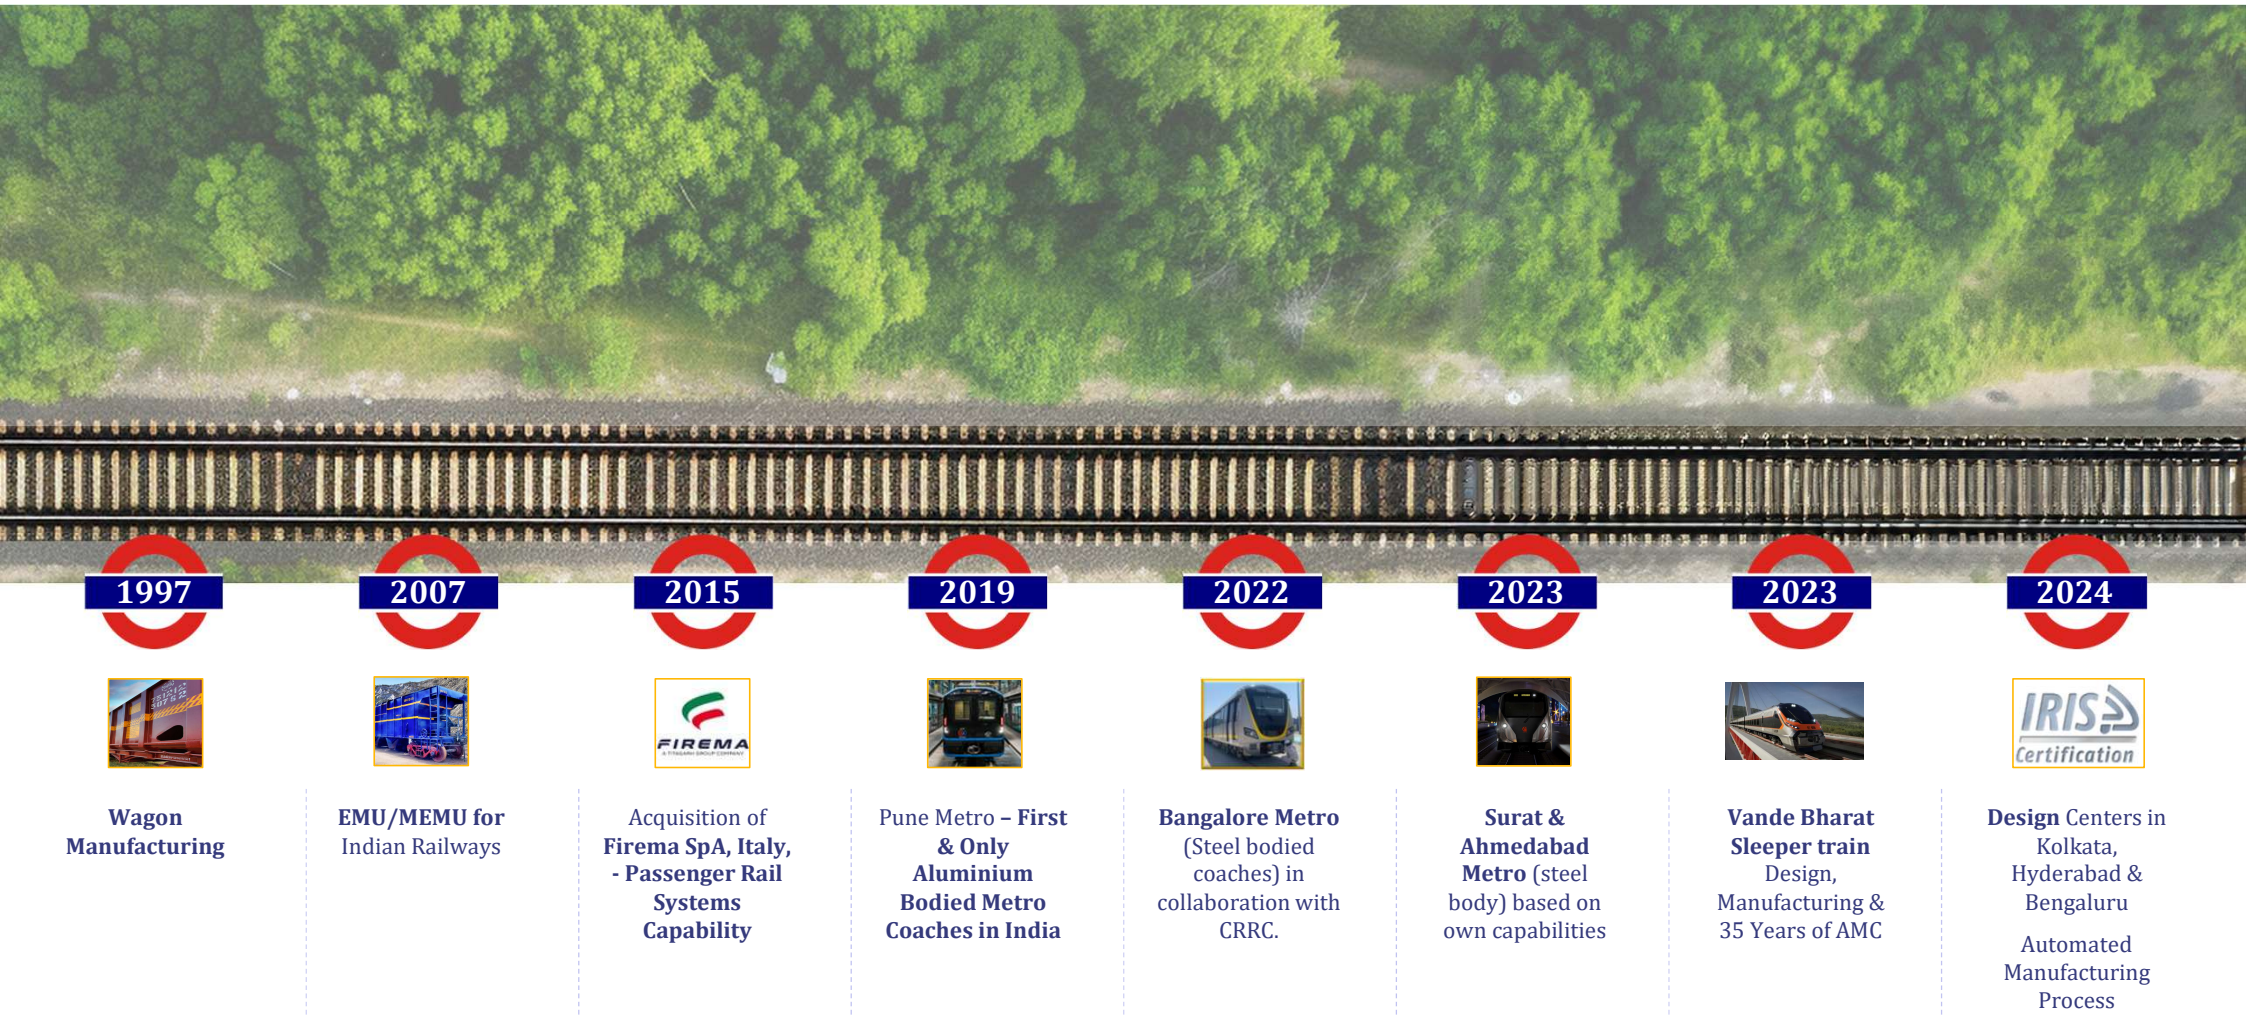 1997
2007
2015
2019
2022
2023
2023
2024
FIREMA
A TITAGARH GROUP COMPANY
IRIS
Certification
Wagon
Manufacturing
EMU/MEMU for
Indian Railways
Acquisition of
Firema SpA, Italy,
- Passenger Rail
Systems
Capability
Pune Metro – First
& Only
Aluminium
Bodied Metro
Coaches in India
Bangalore Metro
(Steel bodied
coaches) in
collaboration with
CRRC.
Surat &
Ahmedabad
Metro (steel
body) based on
own capabilities
Vande Bharat
Sleeper train
Design,
Manufacturing &
35 Years of AMC
Design Centers in
Kolkata,
Hyderabad &
Bengaluru
Automated
Manufacturing
Process